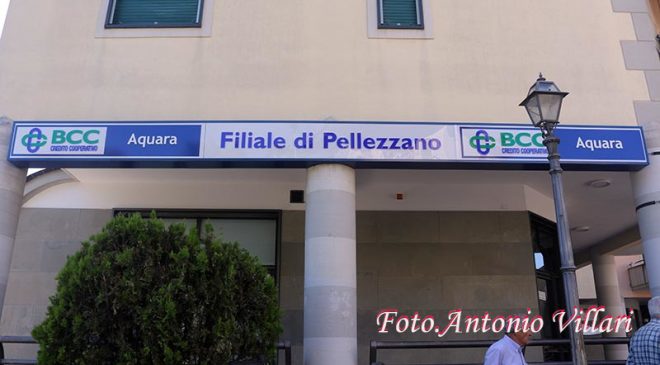 BCC
CREDITO COOPERATIVO
Aquara
Filiale di Pellezzano
BCC
CREDITO COOPERATIVO
Aquara
Foto.Antonio Villari